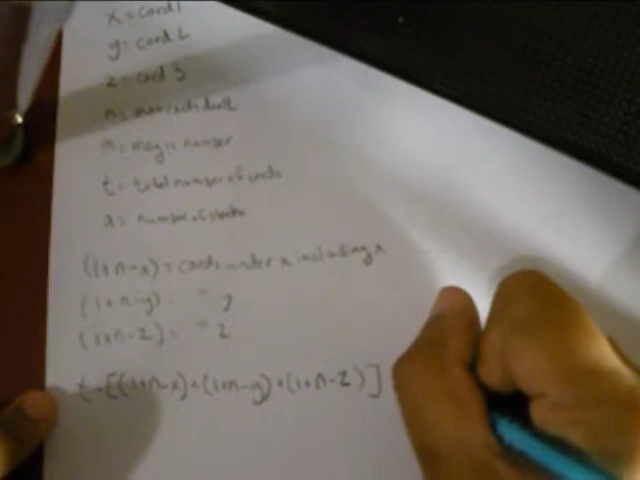 x = card 1
y = card 2
z = card 3
n = max cards dealt
m = magic number
t = total number of cards
a = number of stacks
(1+n-x) = cards under x including x
(1+n-y) = " y
(1+n-z) = " z
t-[(1+n-x)+(1+n-y)+(1+n-z)]